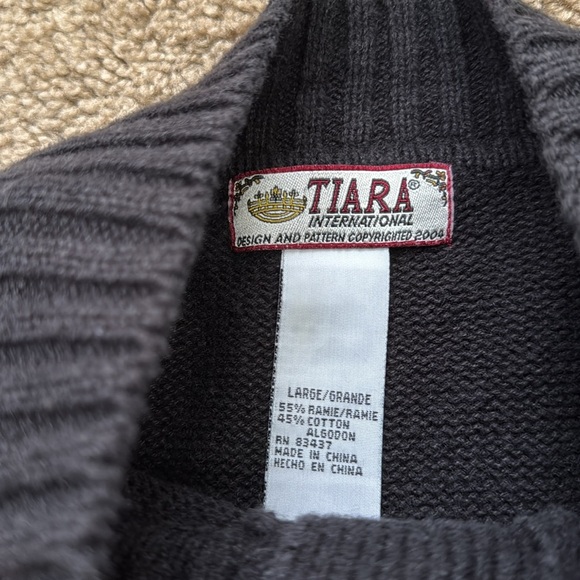 TIARA®
INTERNATIONAL
DESIGN AND PATTERN COPYRIGHTED 2004
LARGE/GRANDE
55% RAMIE/RAMIE
45% COTTON
ALGODON
RN 83437
MADE IN CHINA
HECHO EN CHINA